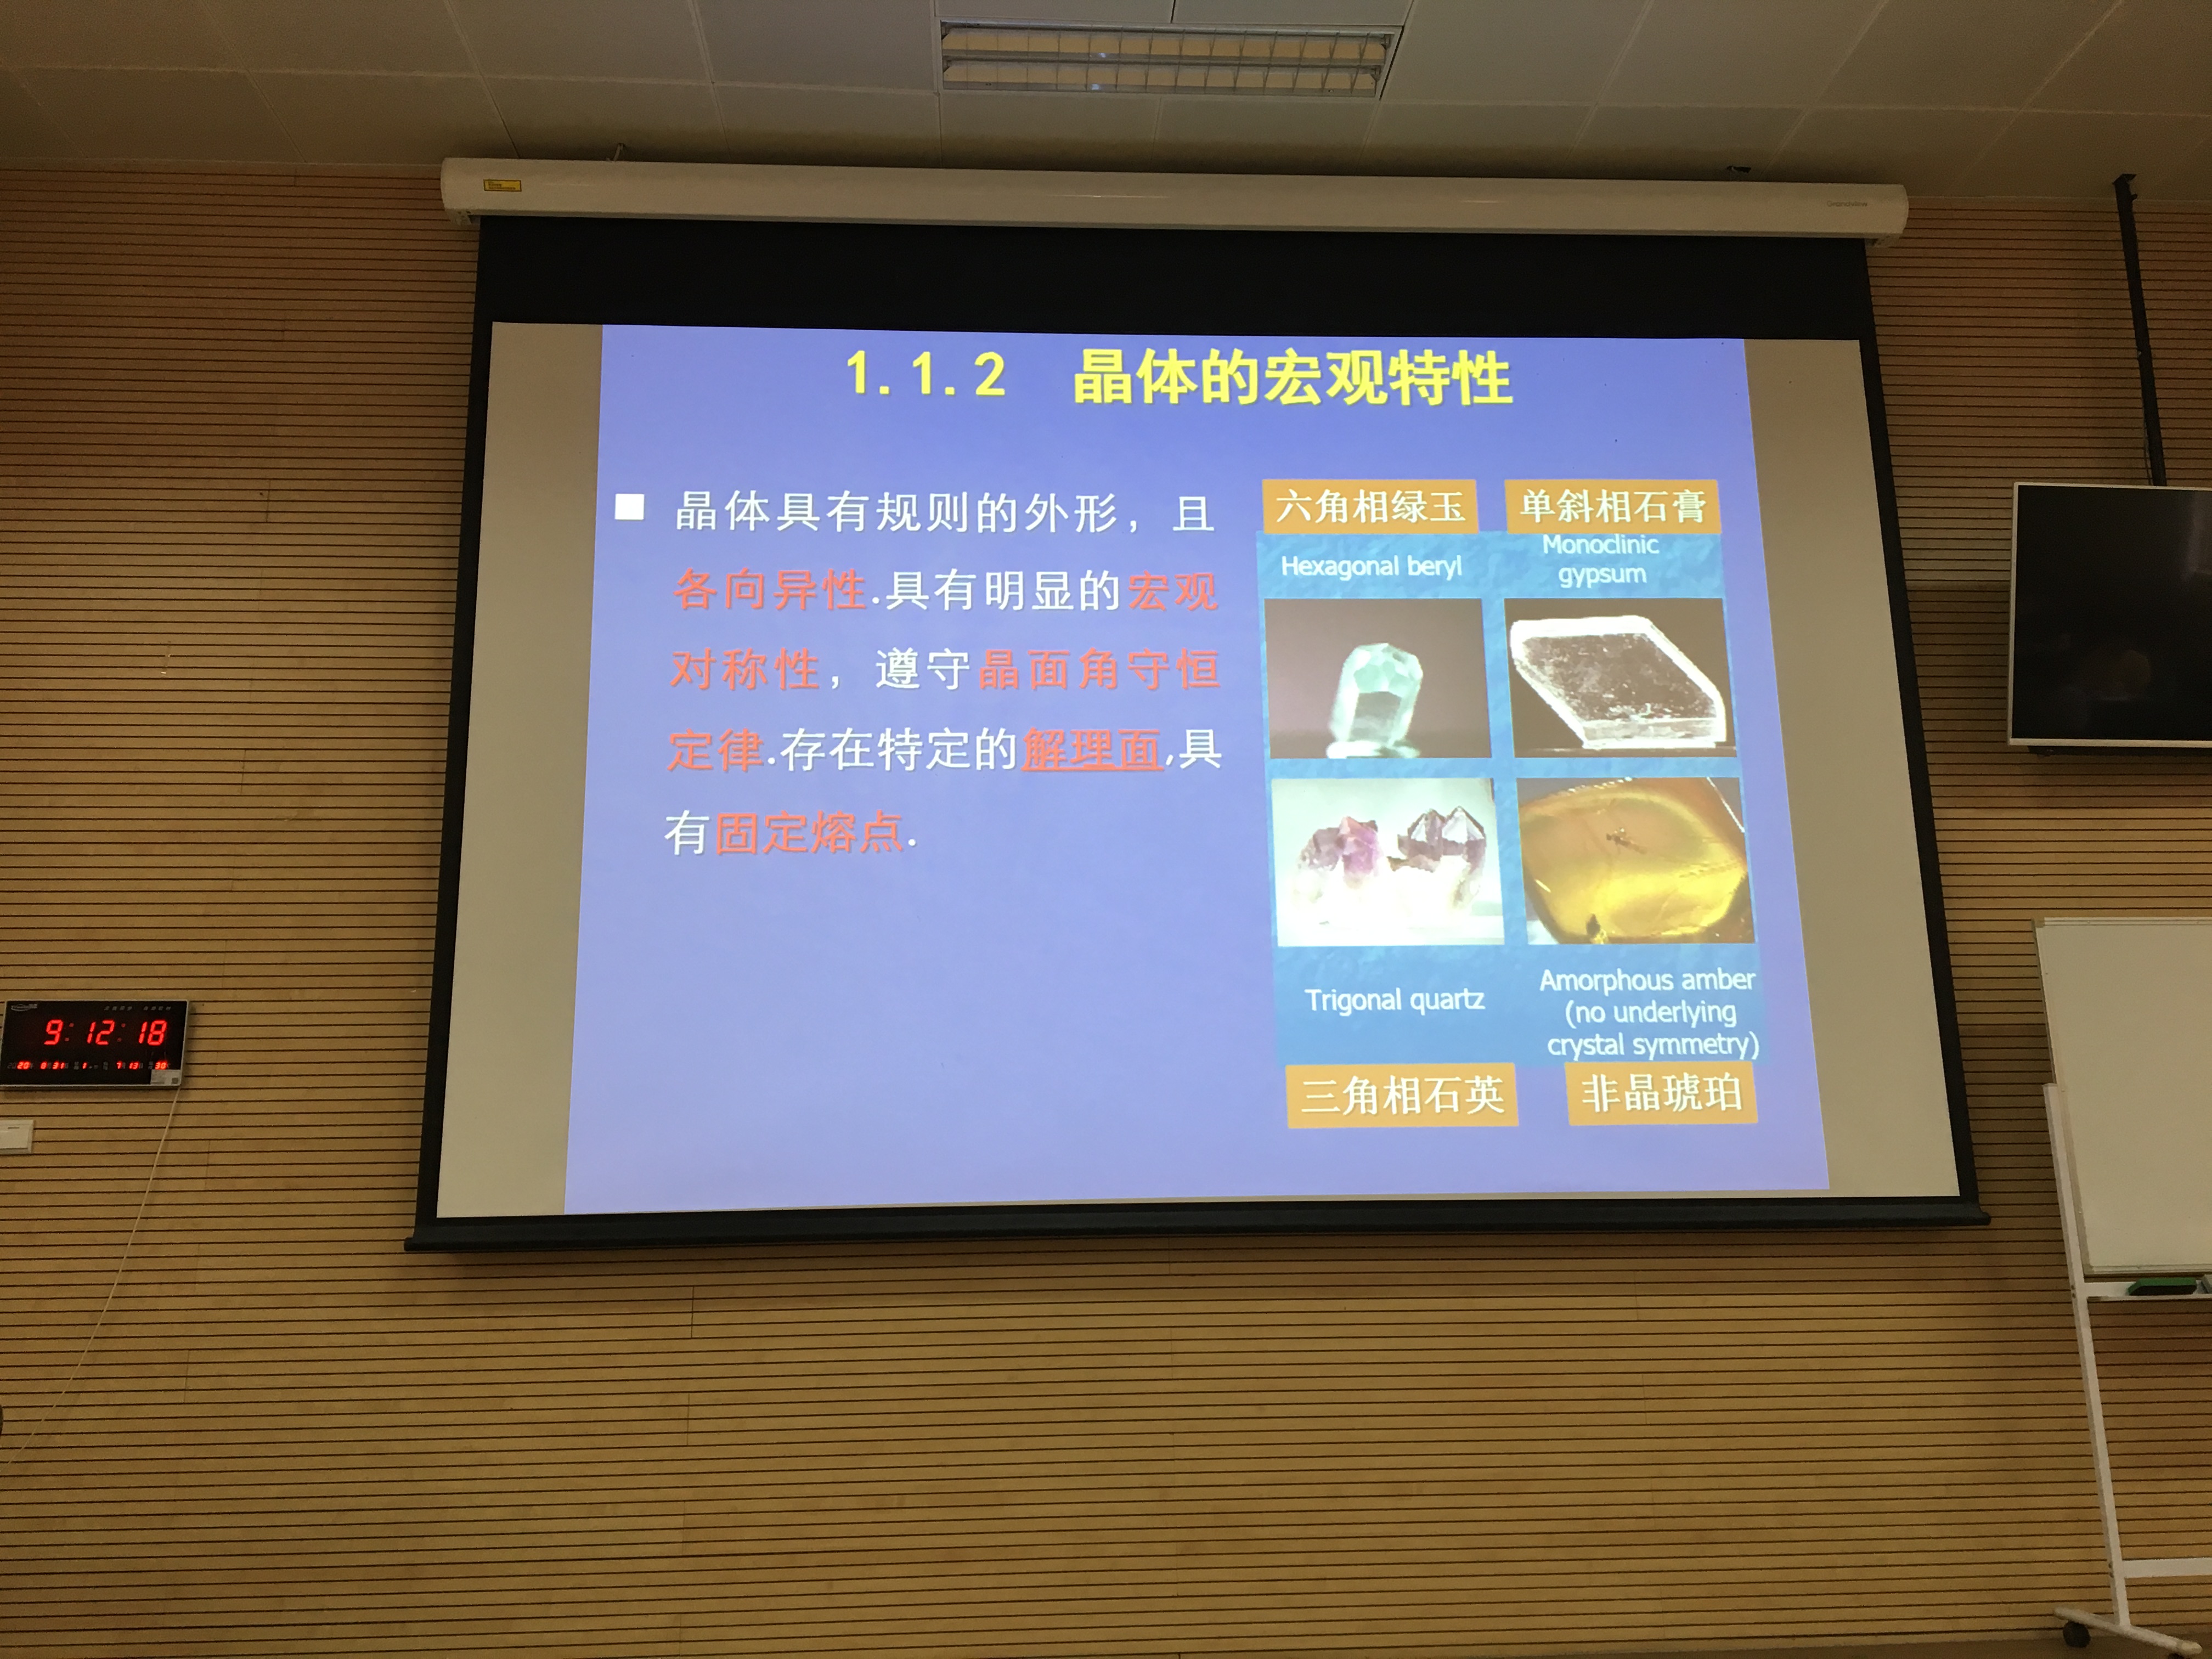 1.1.2 晶体的宏观特性
■ 晶体具有规则的外形，且
各向异性.具有明显的宏观
对称性，遵守晶面角守恒
定律.存在特定的解理面,具
有固定熔点.
六角相绿玉
单斜相石膏
Hexagonal beryl
Monoclinic
gypsum
Trigonal quartz
Amorphous amber
(no underlying
crystal symmetry)
三角相石英
非晶琥珀
9:12:18